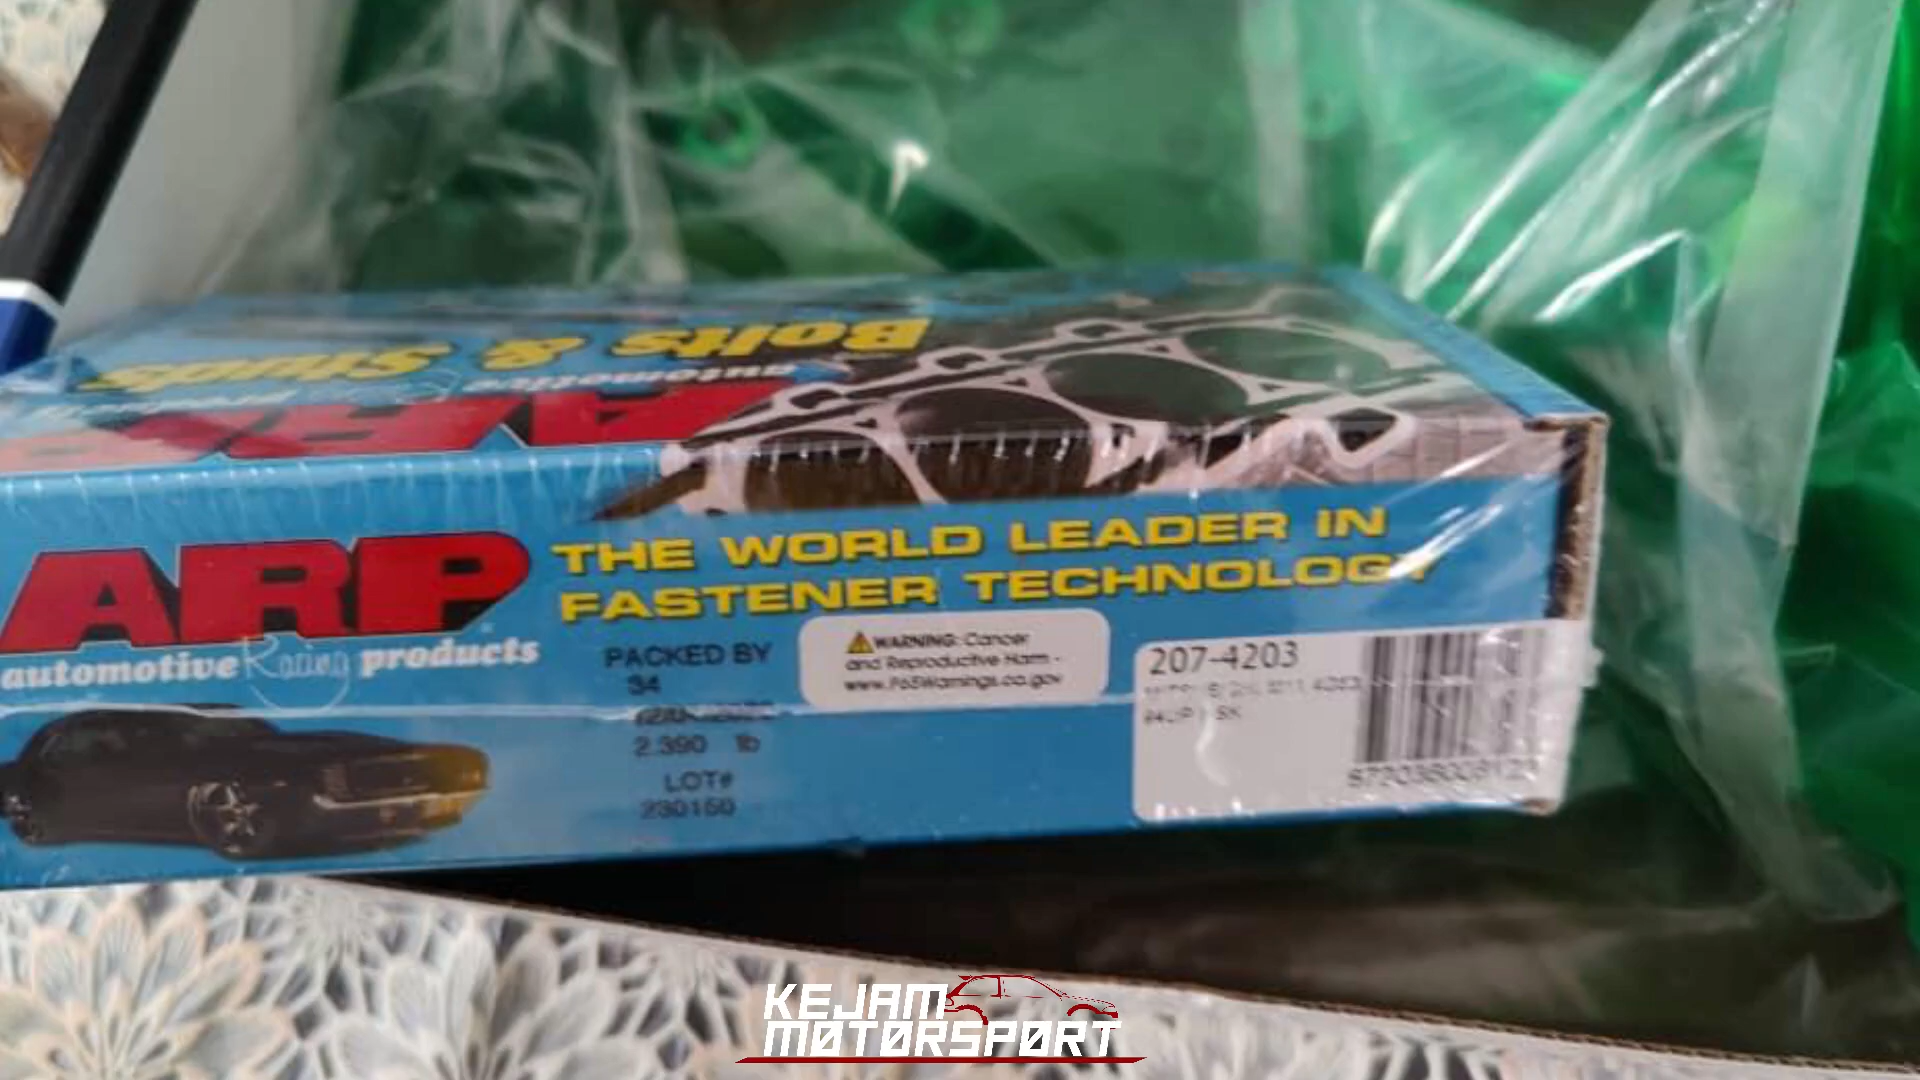 Bolts & Studs
automotive
ARP
ARP
automotive Racing products
THE WORLD LEADER IN
FASTENER TECHNOLOGY
PACKED BY
34
2.390 lb
LOT#
230150
WARNING: Cancer
and Reproductive Harm -
www.P65Warnings.ca.gov
207-4203
KEJAM
MOTORSPORT